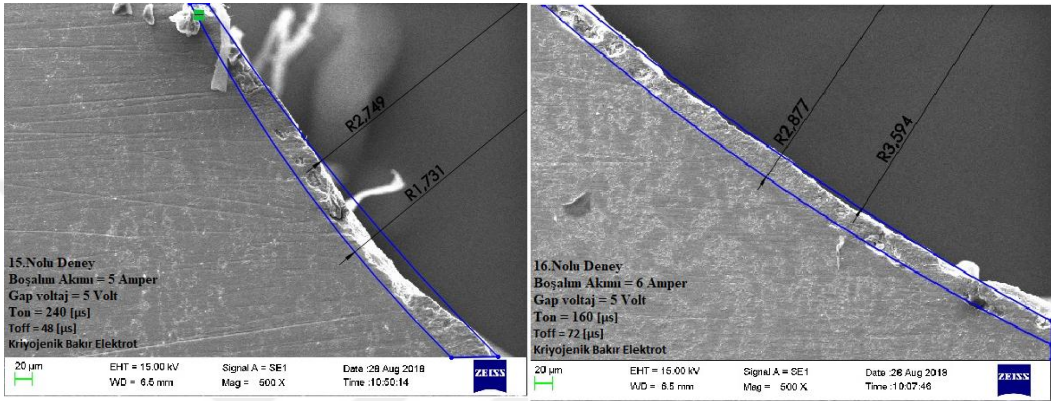 R2,749
R1,731
15.Nolu Deney
Boşalım Akımı = 5 Amper
Gap voltaj = 5 Volt
Ton = 240 [µs]
Toff = 48 [µs]
Kriyojenik Bakır Elektrot
20 µm
EHT = 15.00 kV
Signal A = SE1
Date :28 Aug 2018
WD = 6.5 mm
Mag = 500 X
Time :10:50:14
ZEISS
R2,877
R3,594
16.Nolu Deney
Boşalım Akımı = 6 Amper
Gap voltaj = 5 Volt
Ton = 160 [µs]
Toff = 72 [µs]
Kriyojenik Bakır Elektrot
20 µm
EHT = 15.00 kV
Signal A = SE1
Date :28 Aug 2018
WD = 6.5 mm
Mag = 500 X
Time :10:07:46
ZEISS